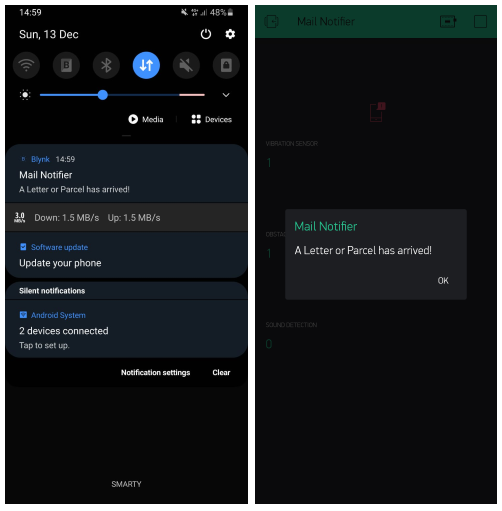 14:59
48%
Sun, 13 Dec
Media
Devices
Blynk 14:59
Mail Notifier
A Letter or Parcel has arrived!
3.0 MB/s Down: 1.5 MB/s Up: 1.5 MB/s
Software update
Update your phone
Silent notifications
Android System
2 devices connected
Tap to set up.
Notification settings
Clear
SMARTY
Mail Notifier
VIBRATION SENSOR
1
1
Mail Notifier
A Letter or Parcel has arrived!
OK
SOUND DETECTION
0